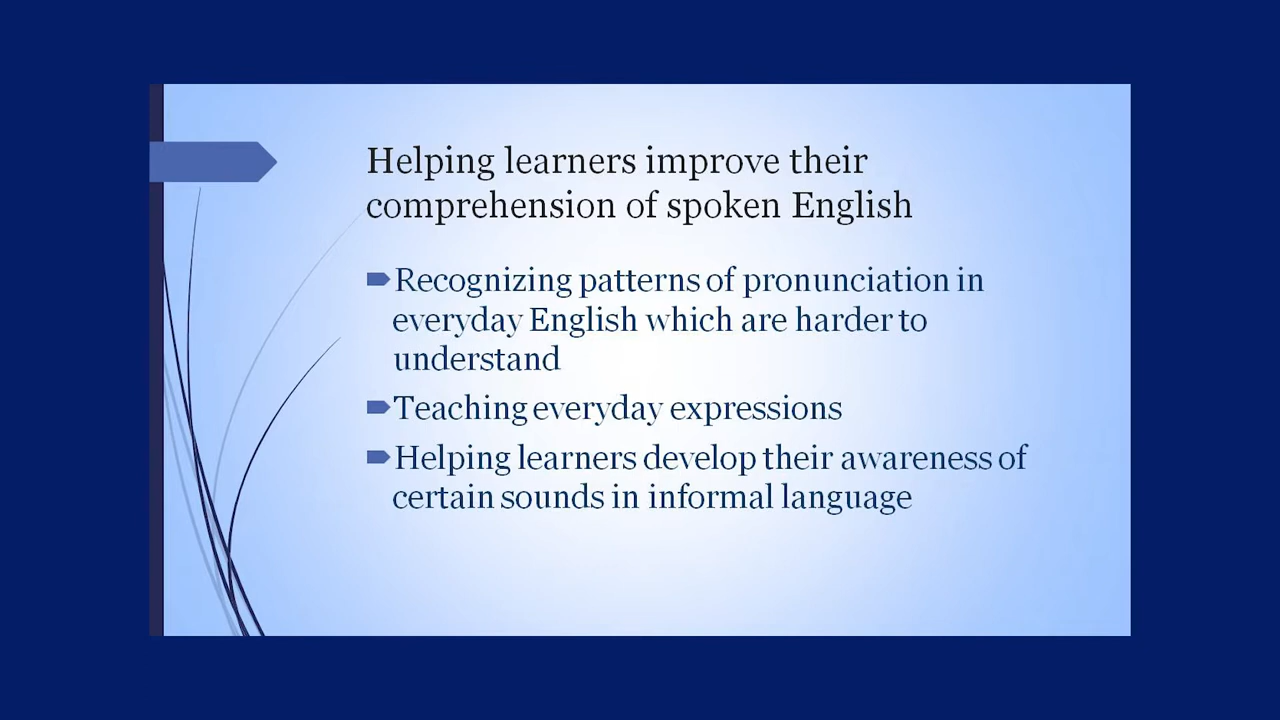 Helping learners improve their
comprehension of spoken English
Recognizing patterns of pronunciation in
everyday English which are harder to
understand
Teaching everyday expressions
Helping learners develop their awareness of
certain sounds in informal language